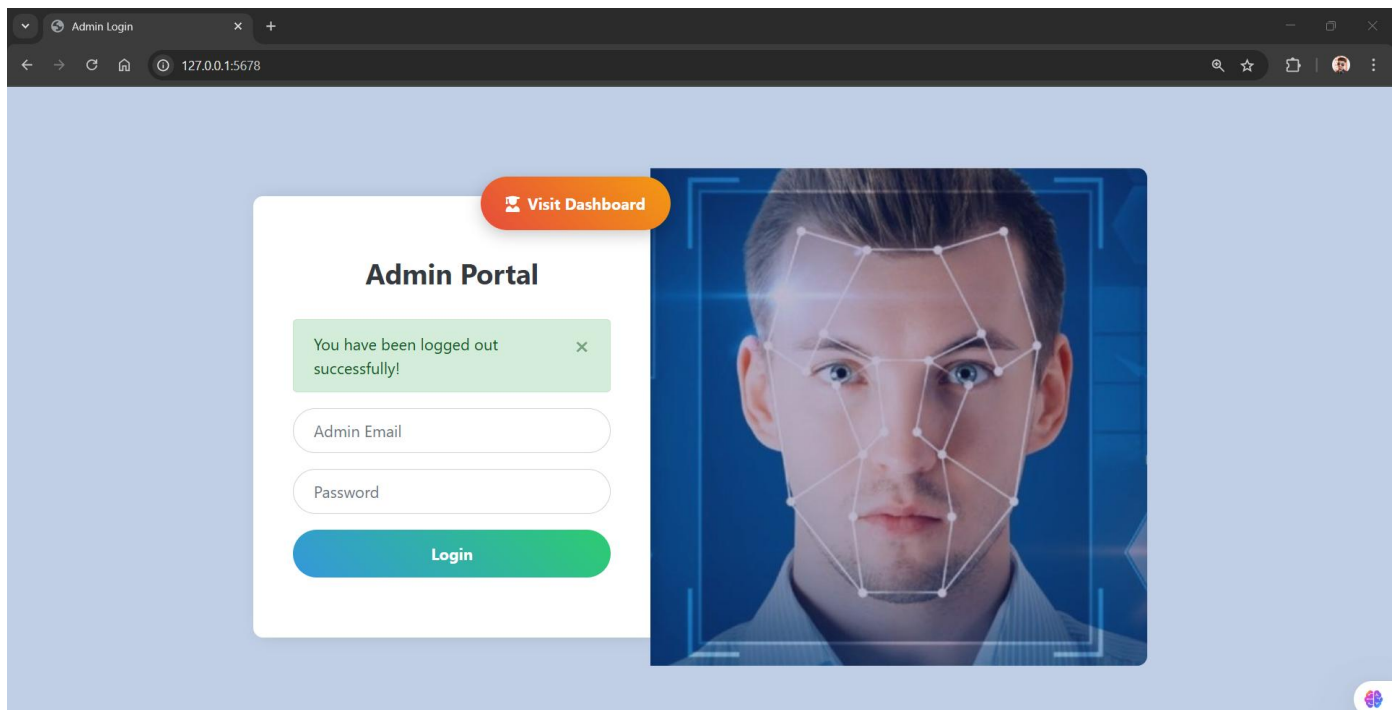 Admin Login
127.0.0.1:5678
Visit Dashboard
Admin Portal
You have been logged out
successfully!
Admin Email
Password
Login